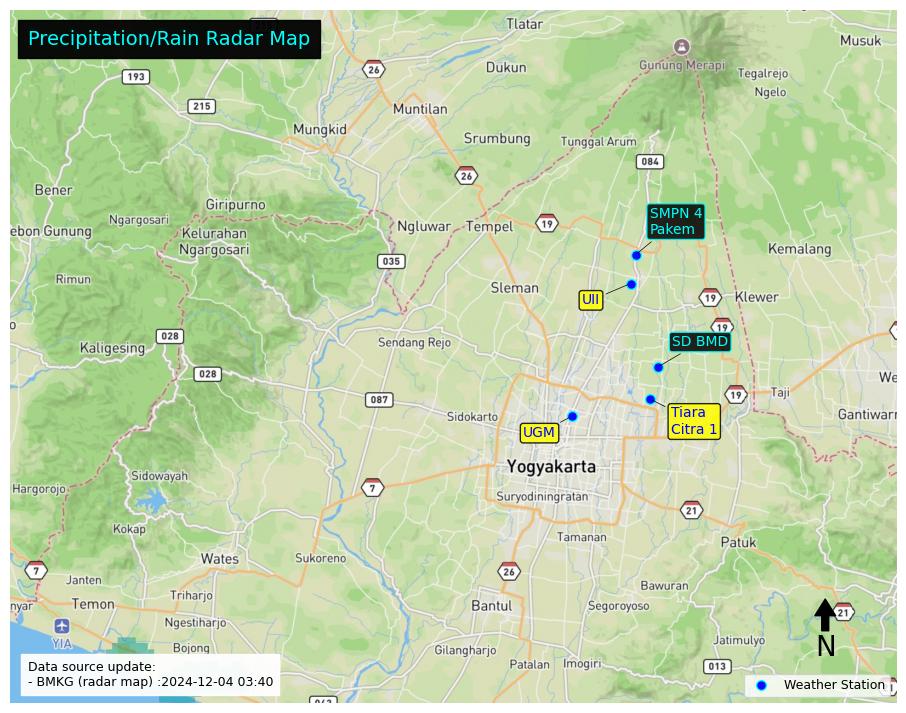 Precipitation/Rain Radar Map
Tlatar
Musuk
26
Dukun
Gunung Merapi
193
Tegalrejo
Ngelo
215
Muntilan
Mungkid
Srumbung
Tunggal Arum
084
26
Bener
Giripurno
Ngargosari
SMPN 4
Pakem
ebon Gunung
Kelurahan
Ngargosari
Ngluwar
Tempel
19
Kemalang
035
Rimun
Sleman
UII
19
Klewer
19
028
Kaligesing
Sendang Rejo
SD BMD
028
We
087
19
Taji
Sidokarto
Tiara
Citra 1
Gantiwarn
UGM
Yogyakarta
Sidowayah
Hargorojo
7
Suryodiningratan
21
Kokap
Tamanan
Patuk
Wates
Sukoreno
7
26
Janten
Bawuran
Triharjo
nyar
Temon
Bantul
Segoroyoso
21
Ngestiharjo
YIA
Bojong
Gilangharjo
Jatimulyo
N
Patalan
Imogiri
013
Data source update:
- BMKG (radar map) :2024-12-04 03:40
Weather Station